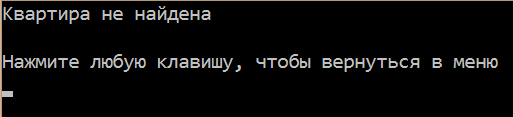 Квартира не найдена
Нажмите любую клавишу, чтобы вернуться в меню